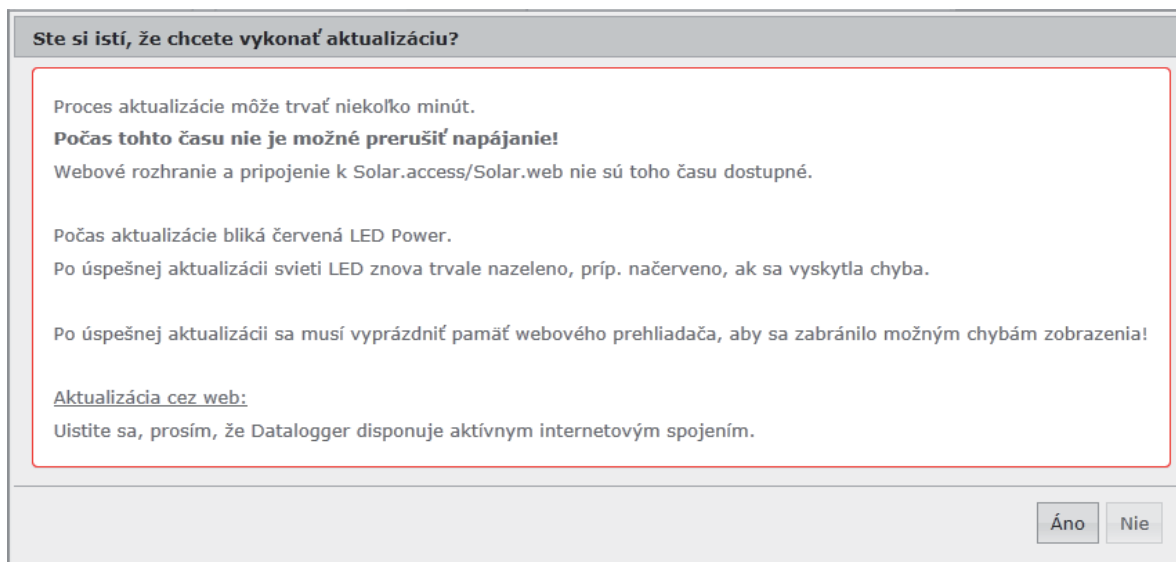 Ste si istí, že chcete vykonať aktualizáciu?
Proces aktualizácie môže trvať niekoľko minút.
Počas tohto času nie je možné prerušiť napájanie!
Webové rozhranie a pripojenie k Solar.access/Solar.web nie sú toho času dostupné.
Počas aktualizácie bliká červená LED Power.
Po úspešnej aktualizácii svieti LED znova trvale nazeleno, príp. načerveno, ak sa vyskytla chyba.
Po úspešnej aktualizácii sa musí vyprázdniť pamäť webového prehliadača, aby sa zabránilo možným chybám zobrazenia!
Aktualizácia cez web:
Uistite sa, prosím, že Datalogger disponuje aktívnym internetovým spojením.
Áno Nie